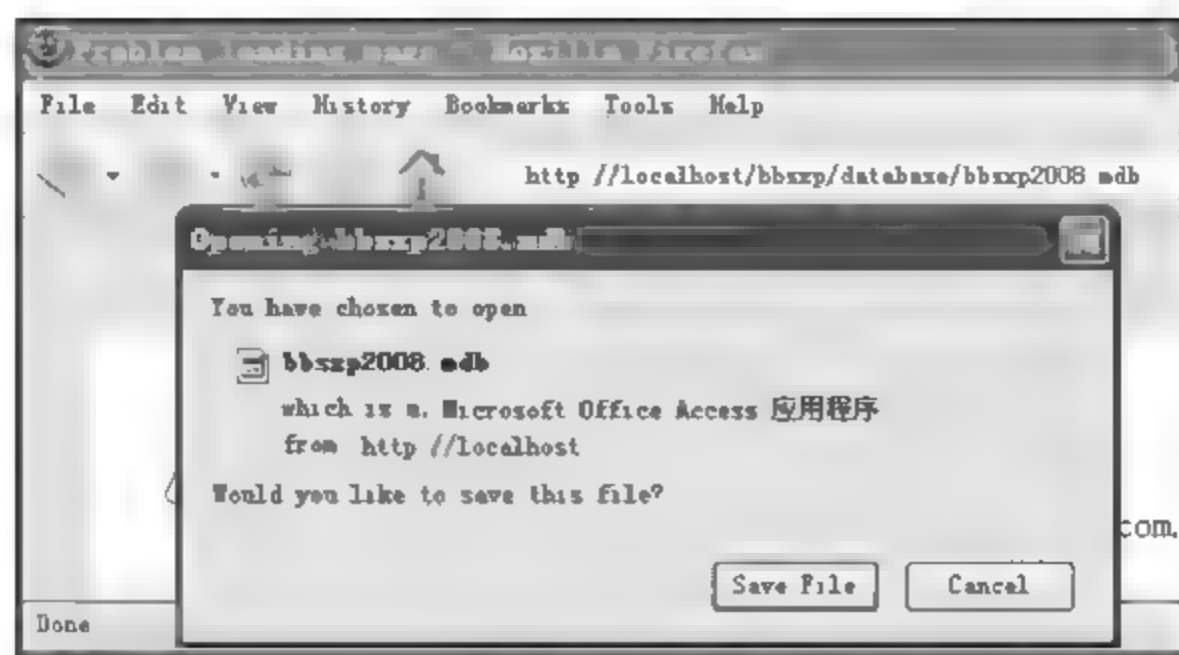 Problem loading page - Mozilla Firefox
File Edit View History Bookmarks Tools Help
http //localhost/bbsxp/database/bbsxp2008 mdb
Opening bbsxp2008.mdb
You have chosen to open
bbsxp2008.mdb
which is a. Microsoft Office Access 应用程序
from http //localhost
Would you like to save this file?
com.
Save File Cancel
Done